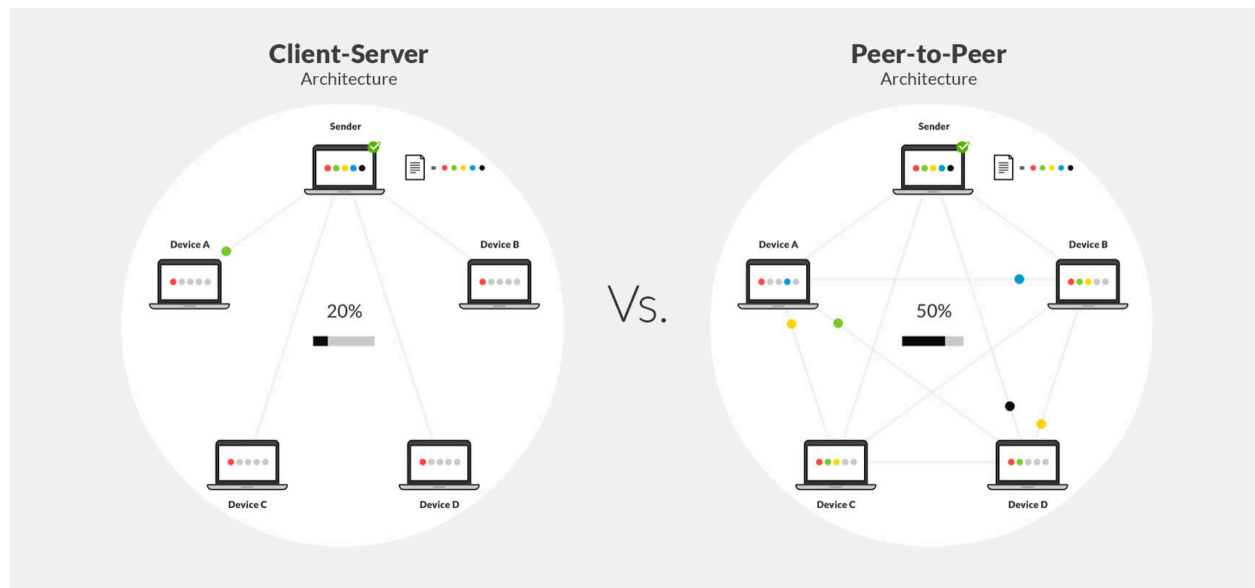 Client-Server
Architecture
Sender
=
Device A
Device B
20%
Device C
Device D
Vs.
Peer-to-Peer
Architecture
Sender
=
Device A
Device B
50%
Device C
Device D